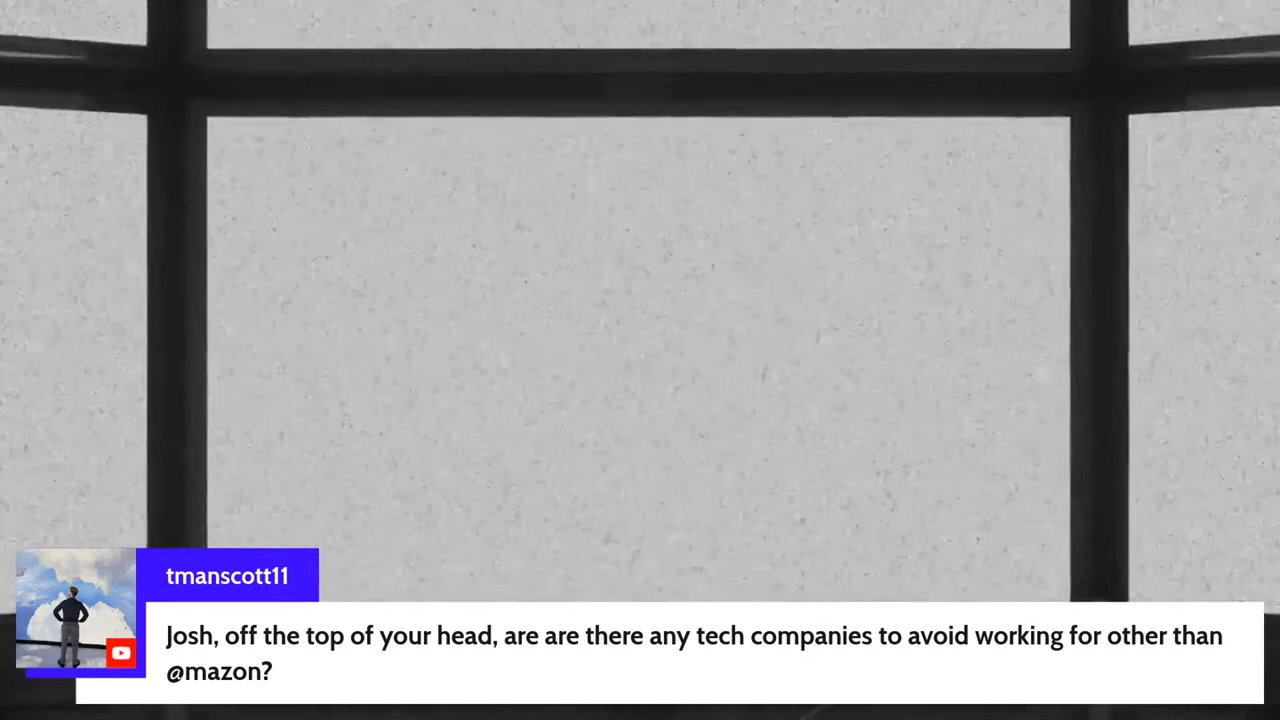 tmanscott11
Josh, off the top of your head, are are there any tech companies to avoid working for other than
@mazon?